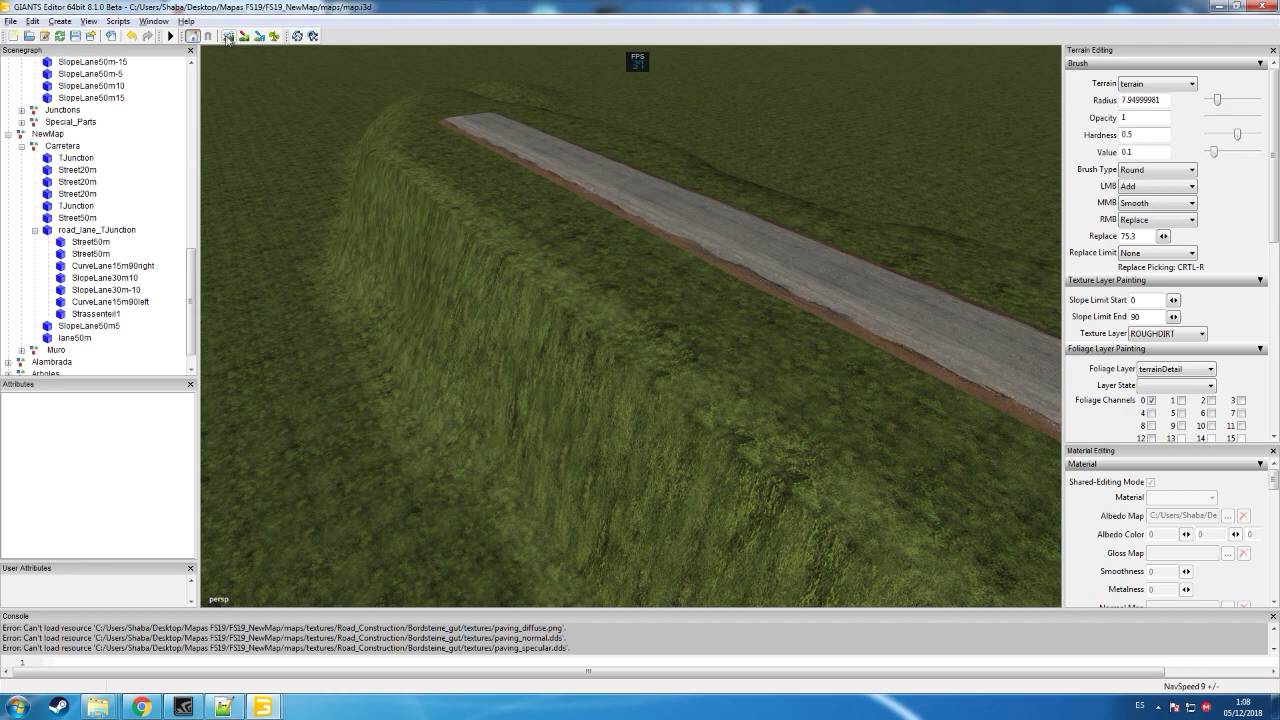 GIANTS Editor 64bit 8.1.0 Beta - C:/Users/Shaba/Desktop/Mapas FS19/FS19_NewMap/maps/map.i3d
File Edit Create View Scripts Window Help
Scenegraph
SlopeLane50m-15
SlopeLane50m-5
SlopeLane50m10
SlopeLane50m15
Junctions
Special_Parts
NewMap
Carretera
TJunction
Street20m
Street20m
Street20m
TJunction
Street50m
road_lane_TJunction
Street50m
Street50m
CurveLane15m90right
SlopeLane30m10
SlopeLane30m-10
CurveLane15m90left
Strassenteil1
SlopeLane50m5
lane50m
Muro
Alambrada
Arboles
Attributes
User Attributes
FPS
37
persp
Terrain Editing
Brush
Terrain terrain
Radius 7.94999981
Opacity 1
Hardness 0.5
Value 0.1
Brush Type Round
LMB Add
MMB Smooth
RMB Replace
Replace 75.3
Replace Limit None
Replace Picking: CRTL-R
Texture Layer Painting
Slope Limit Start 0
Slope Limit End 90
Texture Layer ROUGHDIRT
Foliage Layer Painting
Foliage Layer terrainDetail
Layer State
Foliage Channels 0 1 2 3
4 5 6 7
8 9 10 11
12 13 14 15
Material Editing
Material
Shared-Editing Mode
Material
Albedo Map C:/Users/Shaba/De ...
Albedo Color 0 0 0
Gloss Map ...
Smoothness 0
Metalness 0
Normal Map
Console
Error: Can't load resource 'C:/Users/Shaba/Desktop/Mapas FS19/FS19_NewMap/maps/textures/Road_Construction/Bordsteine_gut/textures/paving_diffuse.png'.
Error: Can't load resource 'C:/Users/Shaba/Desktop/Mapas FS19/FS19_NewMap/maps/textures/Road_Construction/Bordsteine_gut/textures/paving_normal.dds'.
Error: Can't load resource 'C:/Users/Shaba/Desktop/Mapas FS19/FS19_NewMap/maps/textures/Road_Construction/Bordsteine_gut/textures/paving_specular.dds'.
1
NavSpeed 9 +/-
ES 1:08
05/12/2018